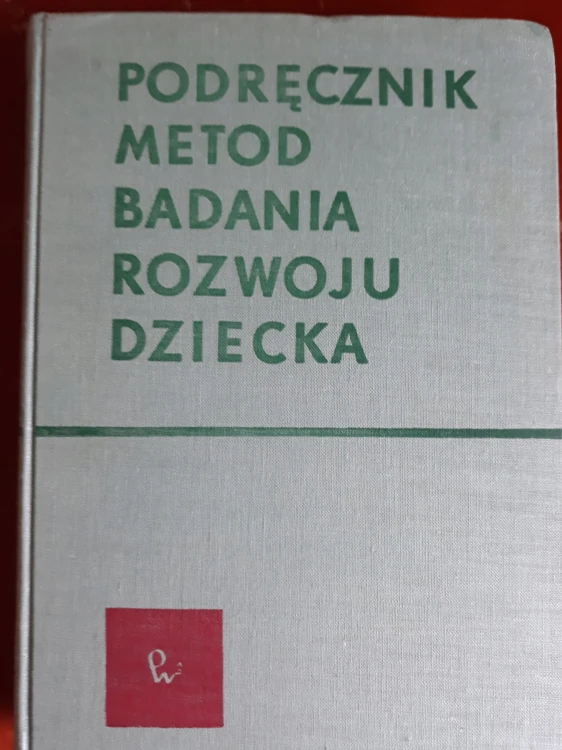 PODRĘCZNIK
METOD
BADANIA
ROZWOJU
DZIECKA